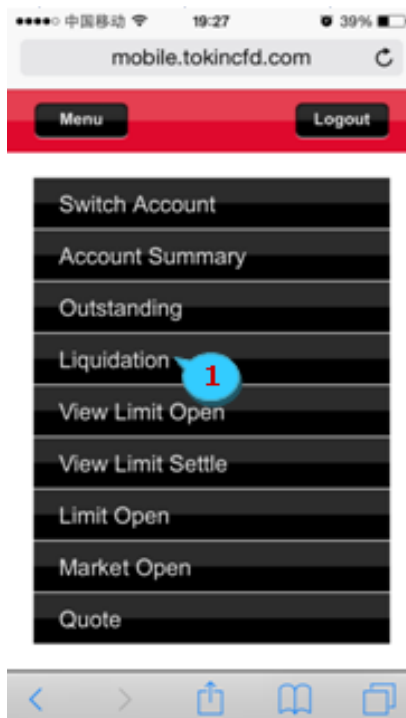 中国移动 19:27 39%
mobile.tokincfd.com
Menu Logout
Switch Account
Account Summary
Outstanding
Liquidation
1
View Limit Open
View Limit Settle
Limit Open
Market Open
Quote